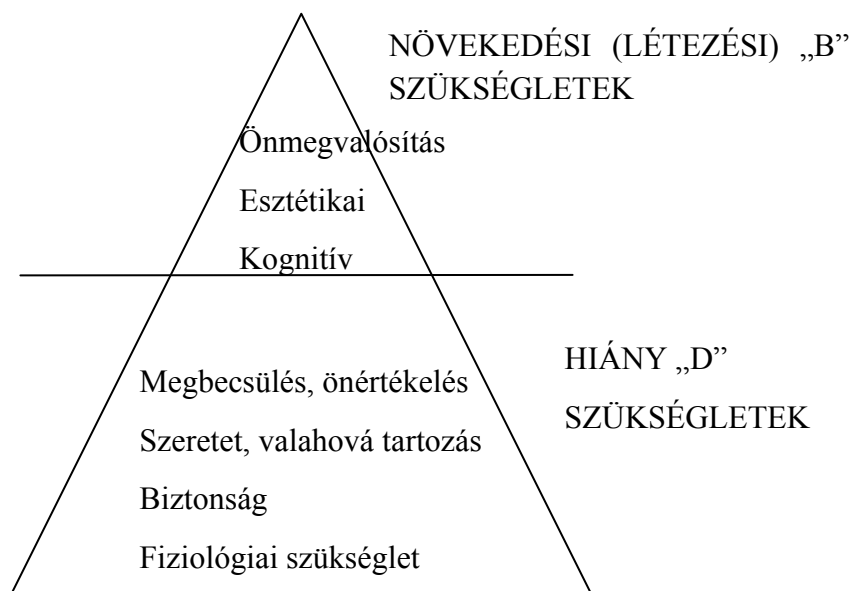 NÖVEKEDÉSI (LÉTEZÉSI) „B”
SZÜKSÉGLETEK
Önmegvalósítás
Esztétikai
Kognitív
HIÁNY „D”
SZÜKSÉGLETEK
Megbecsülés, önértékelés
Szeretet, valahová tartozás
Biztonság
Fiziológiai szükséglet